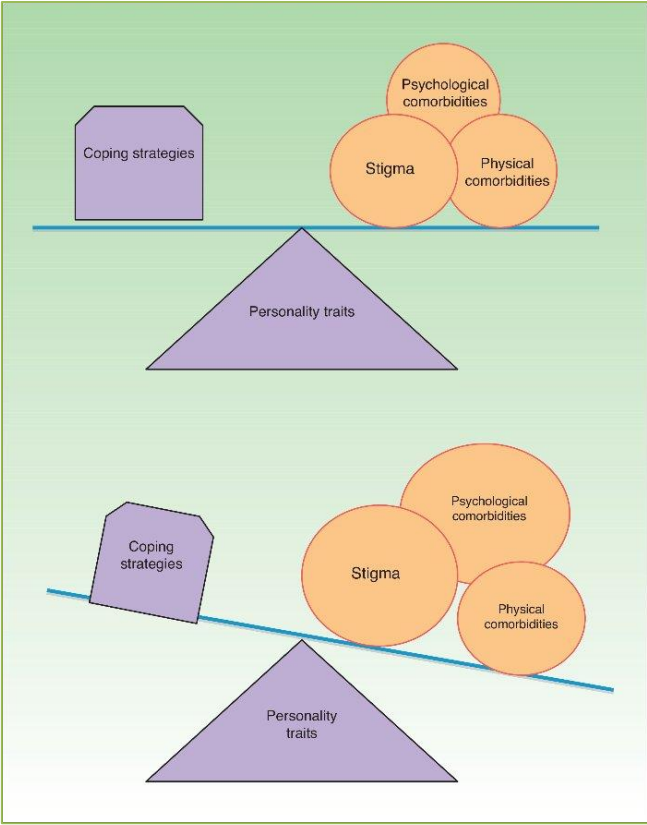 Psychological
comorbidities
Coping strategies
Stigma
Physical
comorbidities
Personality traits
Psychological
comorbidities
Coping
strategies
Stigma
Physical
comorbidities
Personality
traits